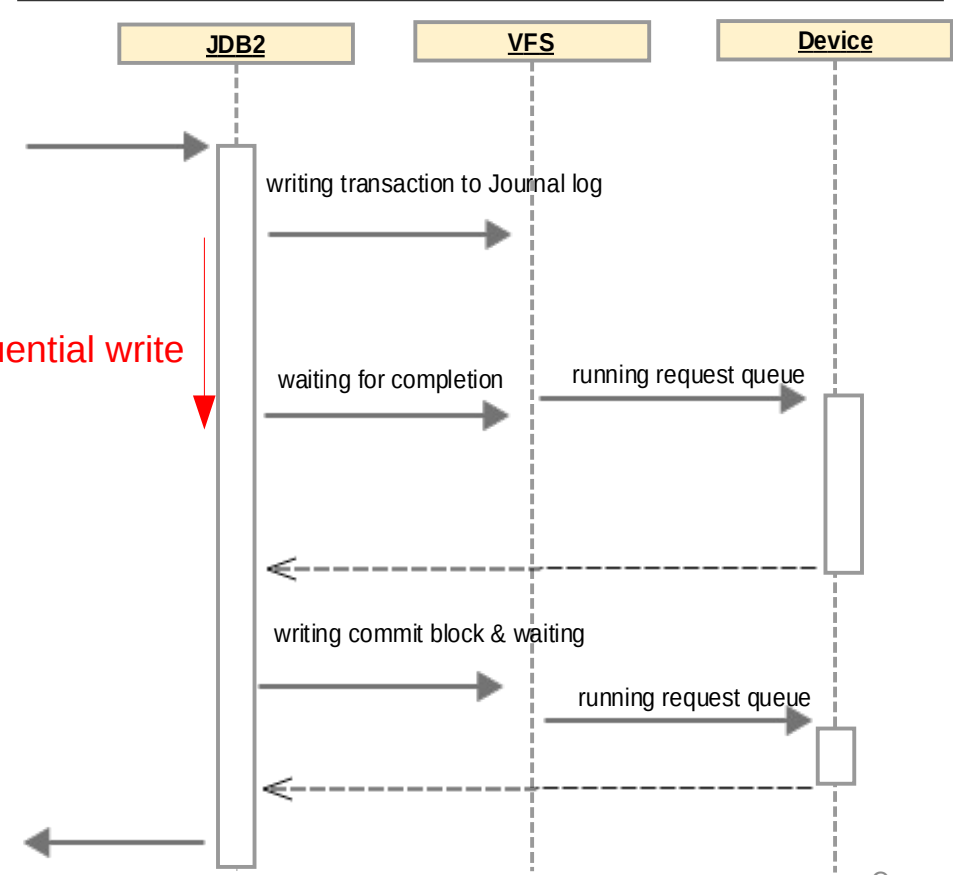 JDB2
VFS
Device
writing transaction to Journal log
uential write
waiting for completion
running request queue
writing commit block & waiting
running request queue